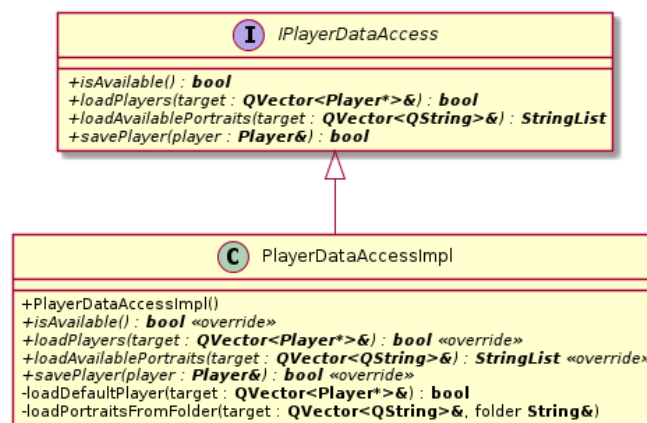 I IPlayerDataAccess
+isAvailable() : bool
+loadPlayers(target : QVector<Player*>&) : bool
+loadAvailablePortraits(target : QVector<QString>&) : StringList
+savePlayer(player : Player&) : bool
C PlayerDataAccessImpl
+PlayerDataAccessImpl()
+isAvailable() : bool «override»
+loadPlayers(target : QVector<Player*>&) : bool «override»
+loadAvailablePortraits(target : QVector<QString>&) : StringList «override»
+savePlayer(player : Player&) : bool «override»
-loadDefaultPlayer(target : QVector<Player*>&) : bool
-loadPortraitsFromFolder(target : QVector<QString>&, folder String&)